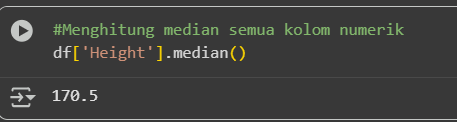 #Menghitung median semua kolom numerik
df['Height'].median()
170.5